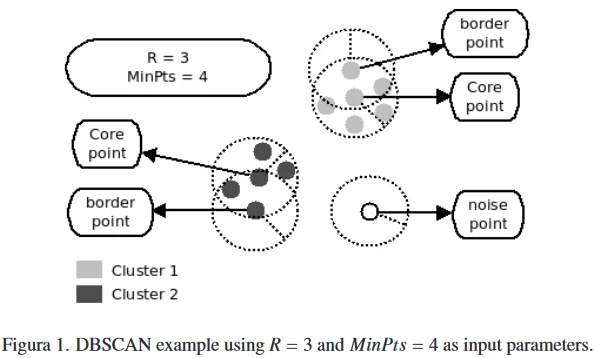 R = 3
MinPts = 4
border
point
Core
point
Core
point
border
point
noise
point
Cluster 1
Cluster 2
Figura 1. DBSCAN example using R = 3 and MinPts = 4 as input parameters.